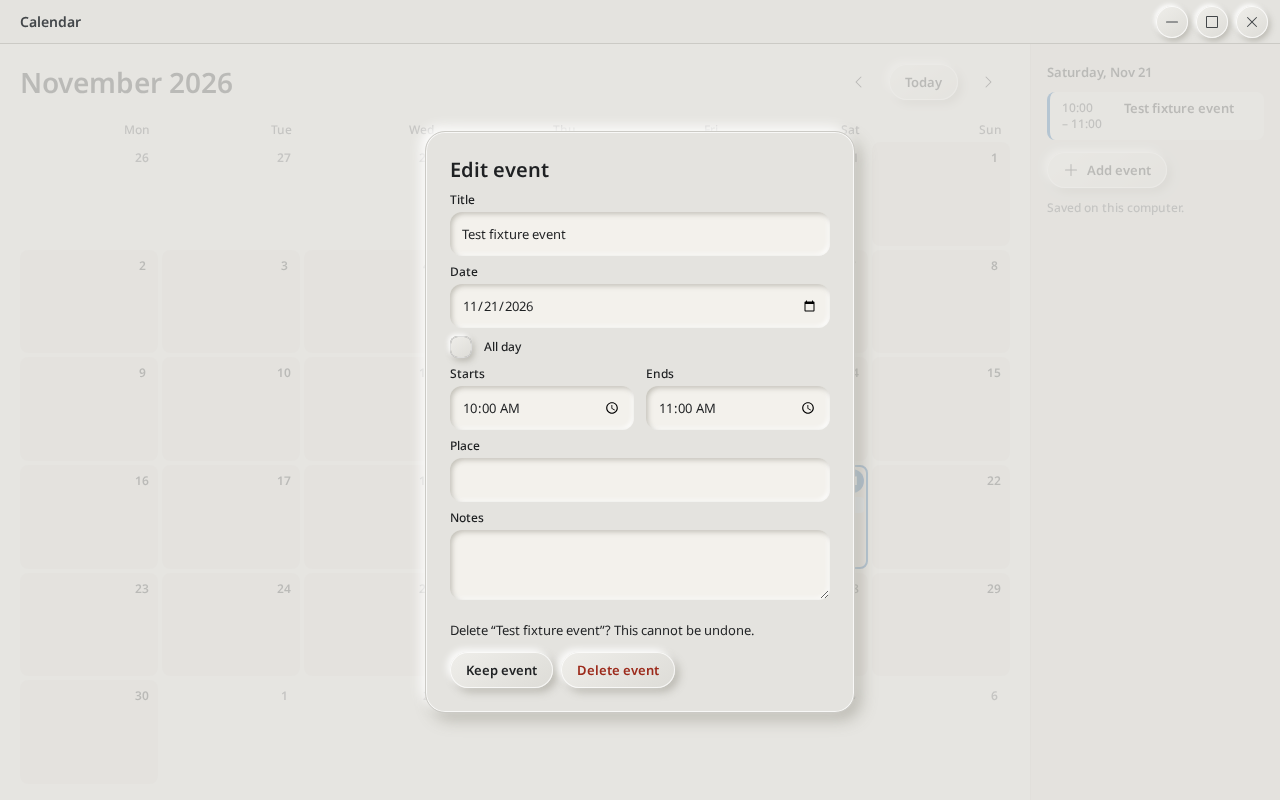 Calendar
November 2026
Today
Saturday, Nov 21
10:00
– 11:00
Test fixture event
Add event
Saved on this computer.
Mon Tue Wed Thu Fri Sat Sun
26 27 1
2 3 8
9 10 15
16 17 22
23 24 29
30 1 6
Edit event
Title
Test fixture event
Date
11/21/2026
All day
Starts Ends
10:00 AM 11:00 AM
Place
Notes
Delete “Test fixture event”? This cannot be undone.
Keep event Delete event